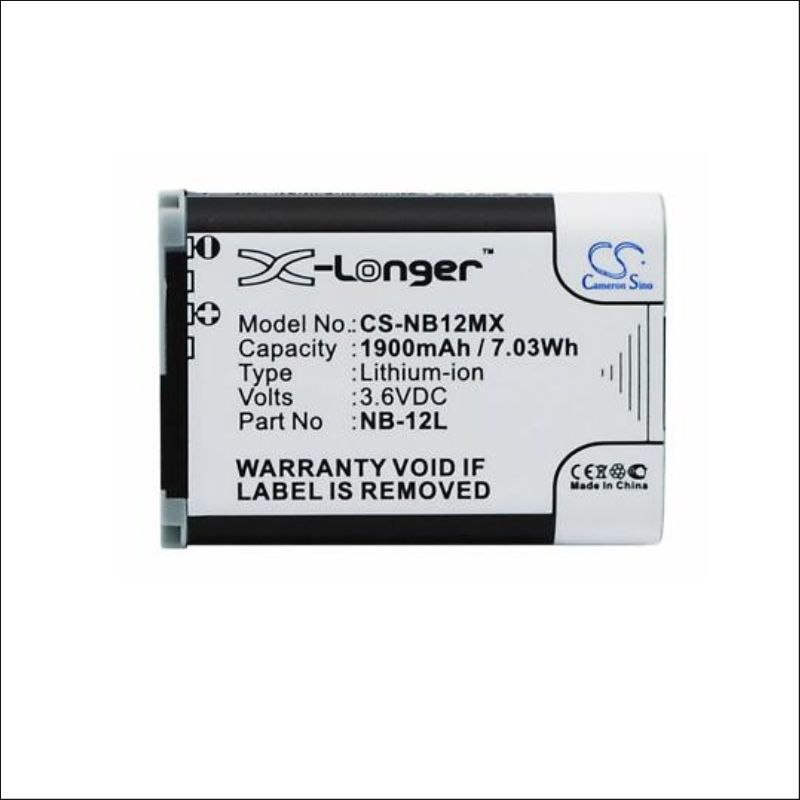 X-Longer™
CS
Cameron Sino
Model No.: CS-NB12MX
Capacity : 1900mAh / 7.03Wh
Type : Lithium-ion
Volts : 3.6VDC
Part No : NB-12L
WARRANTY VOID IF
LABEL IS REMOVED
CE
Made in China